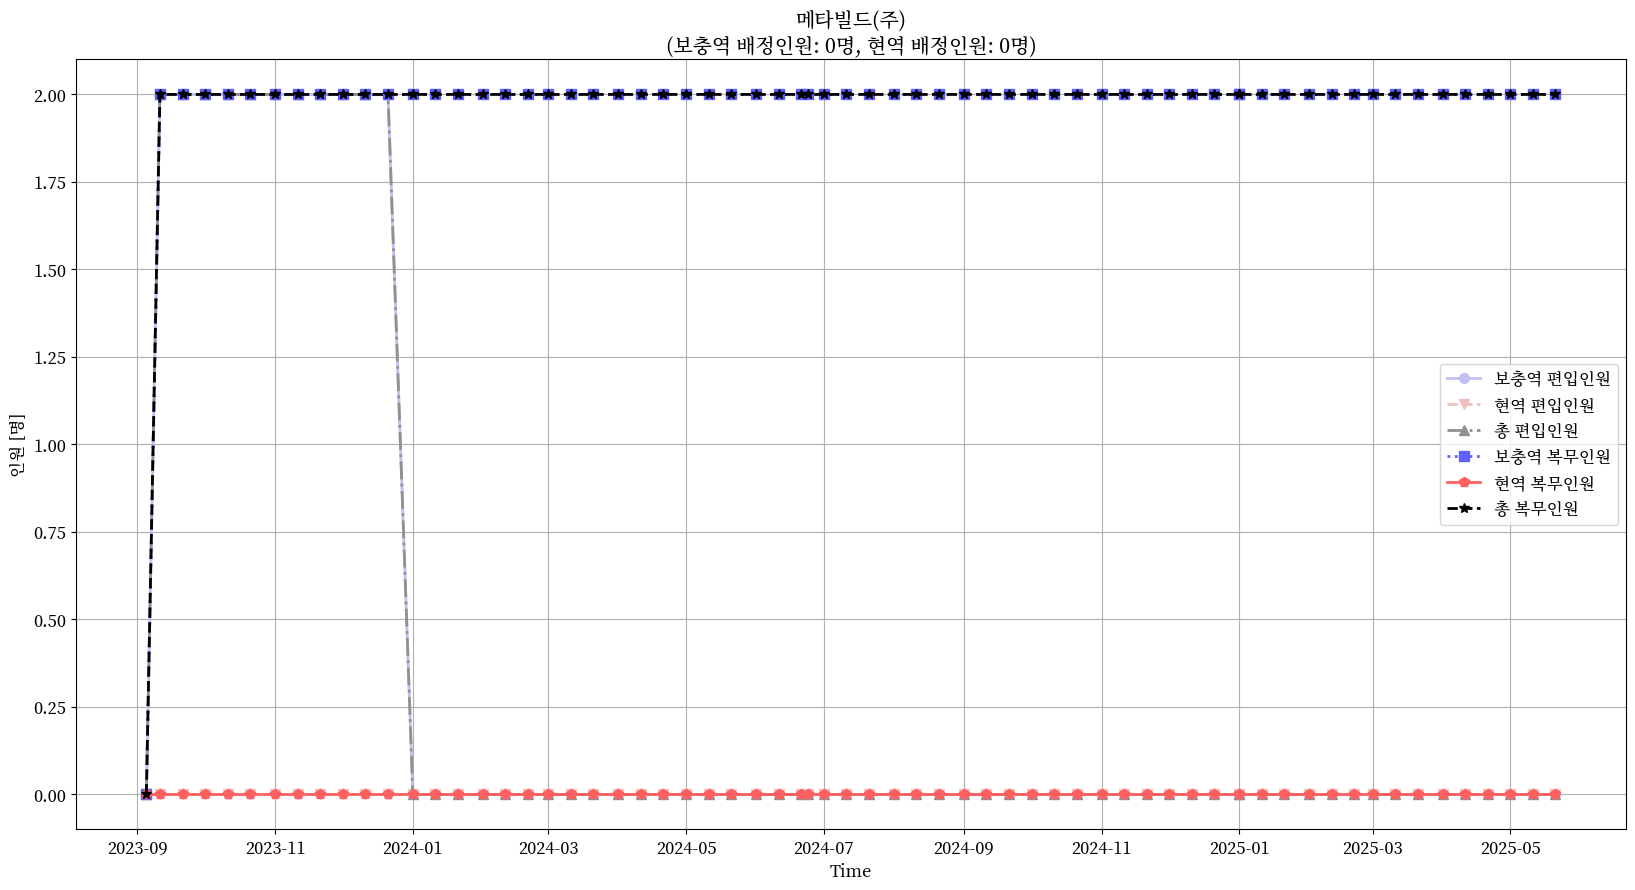 메타빌드(주)
(보충역 배정인원: 0명, 현역 배정인원: 0명)
인원 [명]
2.00
1.75
1.50
1.25
1.00
0.75
0.50
0.25
0.00
보충역 편입인원
현역 편입인원
총 편입인원
보충역 복무인원
현역 복무인원
총 복무인원
2023-09
2023-11
2024-01
2024-03
2024-05
2024-07
2024-09
2024-11
2025-01
2025-03
2025-05
Time